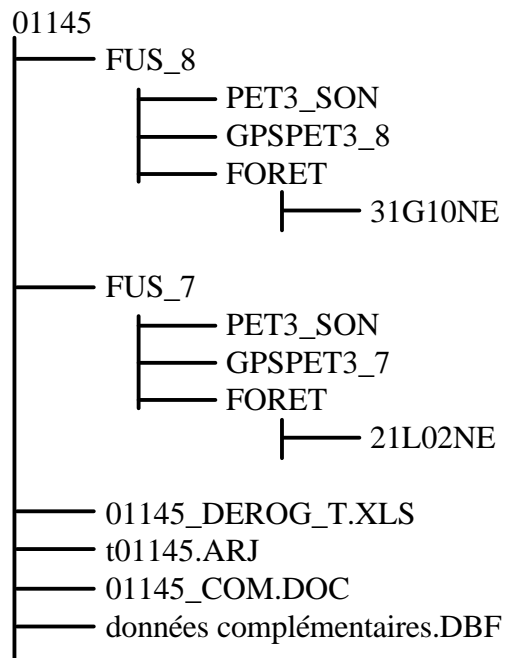 01145
FUS_8
PET3_SON
GPSPET3_8
FORET
31G10NE
FUS_7
PET3_SON
GPSPET3_7
FORET
21L02NE
01145_DEROG_T.XLS
t01145.ARJ
01145_COM.DOC
données complémentaires.DBF